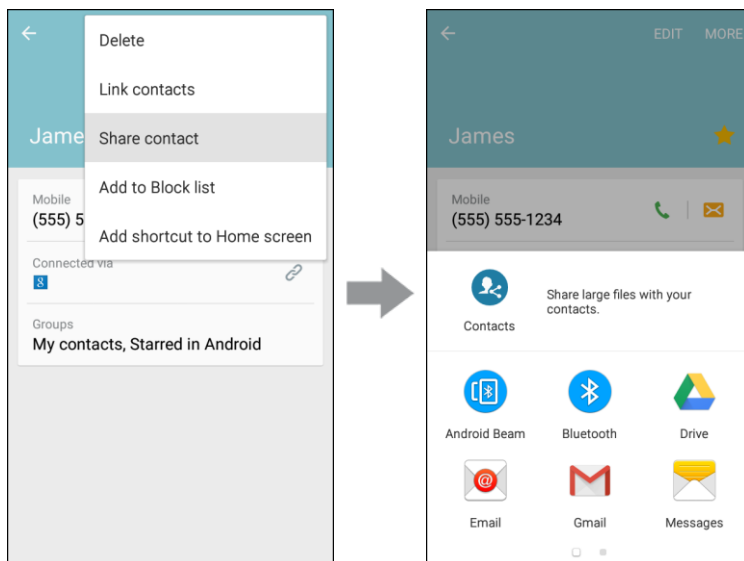 Delete
Link contacts
Jame
Share contact
Add to Block list
Mobile
(555) 5
Add shortcut to Home screen
Connected via
8
Groups
My contacts, Starred in Android
EDIT MORE
James
Mobile
(555) 555-1234
Contacts
Share large files with your
contacts.
Android Beam
Bluetooth
Drive
Email
Gmail
Messages